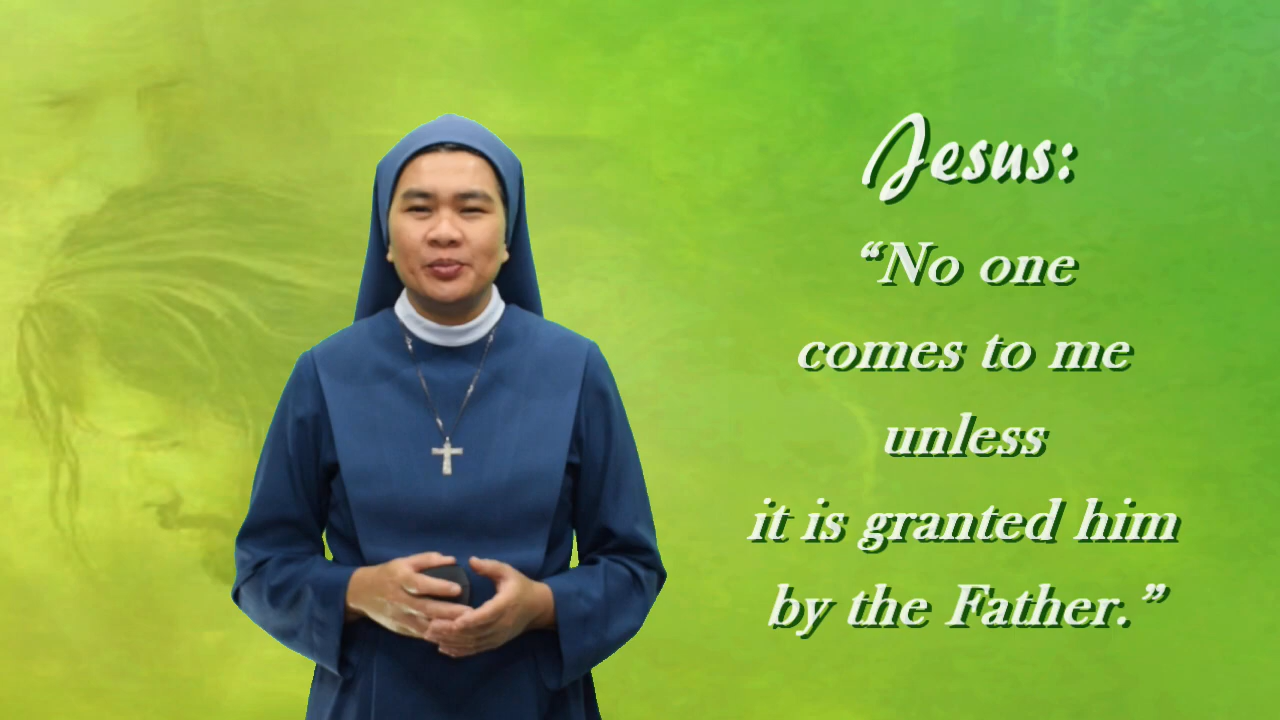 Jesus:
“No one
comes to me
unless
it is granted him
by the Father.”